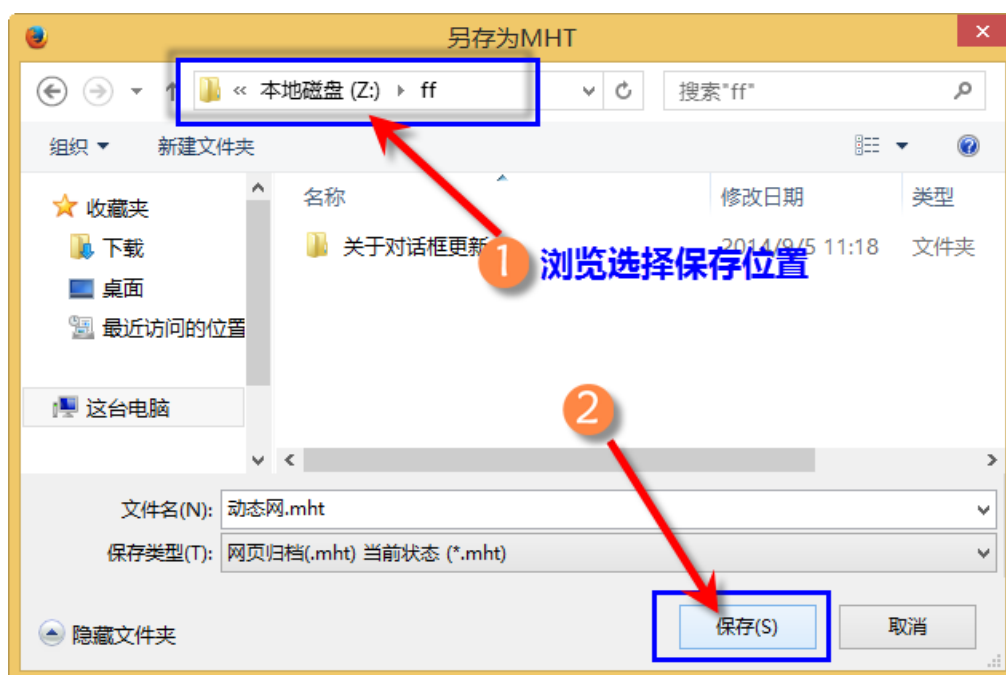 另存为MHT
« 本地磁盘 (Z:) ▸ ff
搜索"ff"
组织
新建文件夹
名称
修改日期
类型
收藏夹
下载
桌面
最近访问的位置
这台电脑
关于对话框更新
2014/9/5 11:18
文件夹
1 浏览选择保存位置
2
文件名(N): 动态网.mht
保存类型(T): 网页归档(.mht) 当前状态 (*.mht)
隐藏文件夹
保存(S)
取消